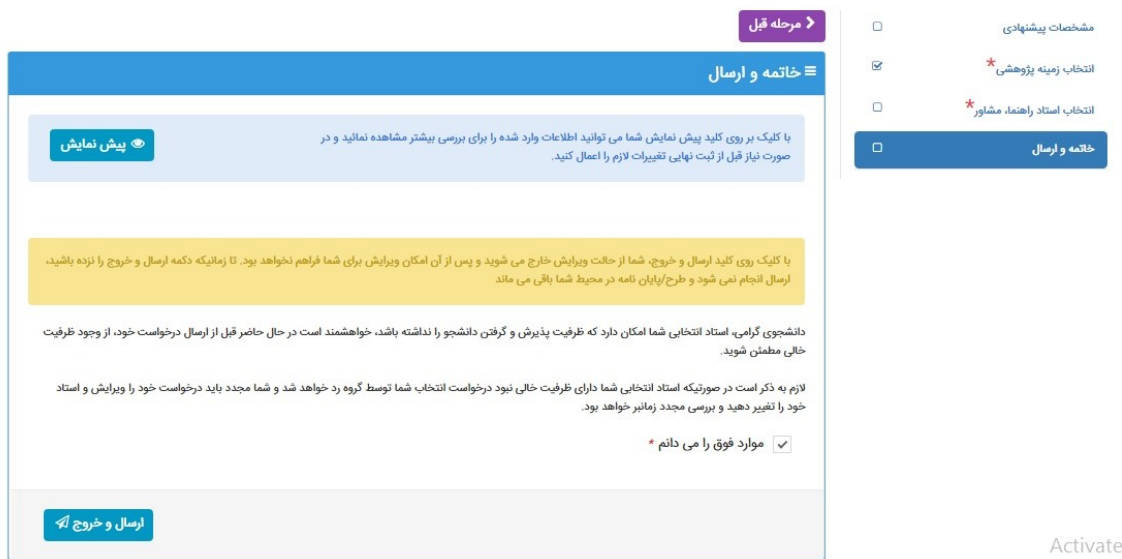 مشخصات پیشنهادی
انتخاب زمینه پژوهشی*
انتخاب استاد راهنما، مشاور*
خاتمه و ارسال
مرحله قبل
خاتمه و ارسال
با کلیک بر روی کلید پیش نمایش شما می توانید اطلاعات وارد شده را برای بررسی بیشتر مشاهده نمائید و در
صورت نیاز قبل از ثبت نهایی تغییرات لازم را اعمال کنید.
پیش نمایش
با کلیک روی کلید ارسال و خروج، شما از حالت ویرایش خارج می شوید و پس از آن امکان ویرایش برای شما فراهم نخواهد بود. تا زمانیکه دکمه ارسال و خروج را نزده باشید،
ارسال انجام نمی شود و طرح/پایان نامه در محیط شما باقی می ماند
دانشجوی گرامی، استاد انتخابی شما امکان دارد که ظرفیت پذیرش و گرفتن دانشجو را نداشته باشد، خواهشمند است در حال حاضر قبل از ارسال درخواست خود، از وجود ظرفیت
خالی مطمئن شوید.
لازم به ذکر است در صورتیکه استاد انتخابی شما دارای ظرفیت خالی نبود درخواست انتخاب شما توسط گروه رد خواهد شد و شما مجدد باید درخواست خود را ویرایش و استاد
خود را تغییر دهید و بررسی مجدد زمانبر خواهد بود.
موارد فوق را می دانم *
ارسال و خروج
Activate